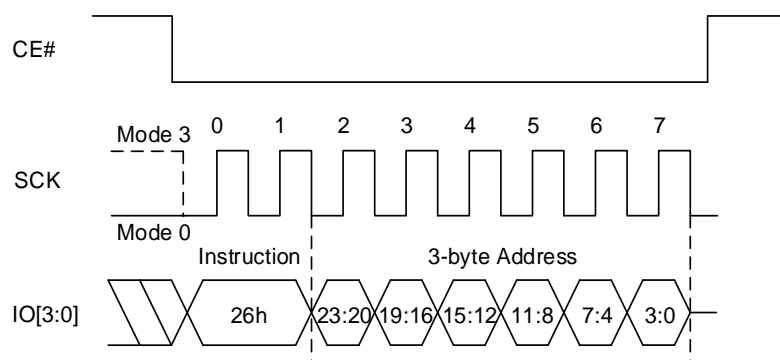 CE#
Mode 3 0 1 2 3 4 5 6 7
SCK
Mode 0
Instruction 3-byte Address
IO[3:0] 26h 23:20 19:16 15:12 11:8 7:4 3:0